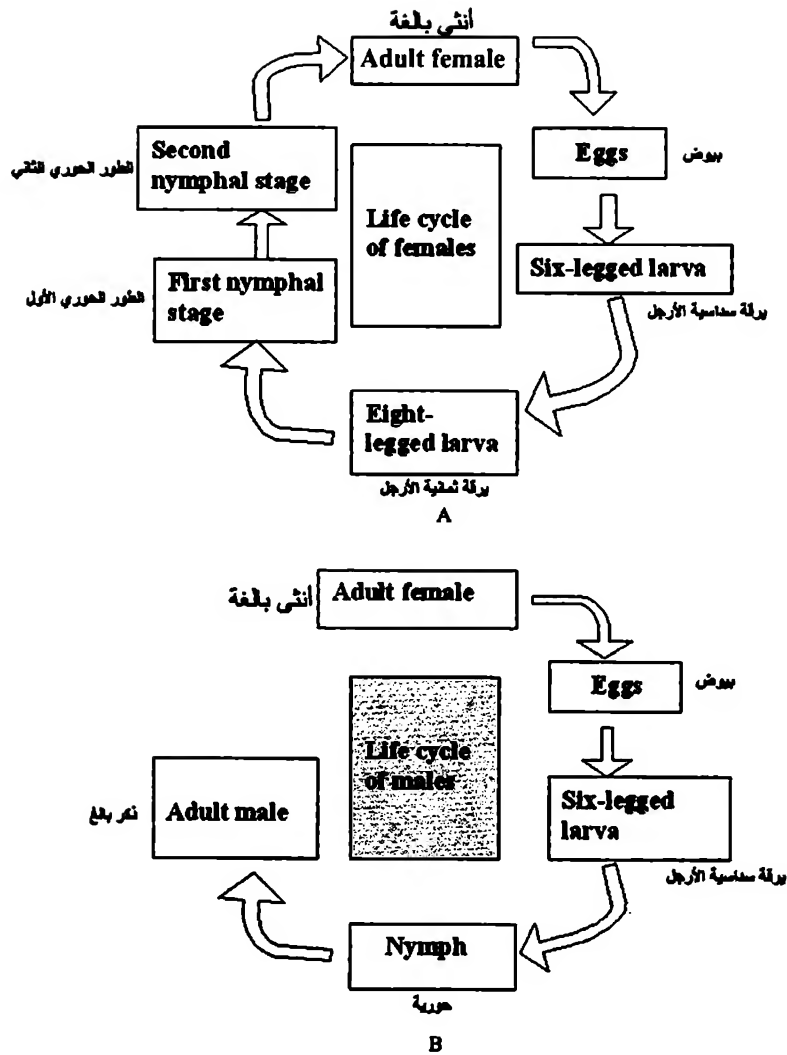 أنثى بالغة
Adult female
Eggs
بيوض
Second
nymphal stage
الطور الحوري الثاني
Life cycle
of females
Six-legged larva
يرقة سداسية الأرجل
First nymphal
stage
الطور الحوري الأول
Eight-
legged larva
يرقة ثمانية الأرجل
A
Adult female
أنثى بالغة
Eggs
بيوض
Life cycle
of males
Adult male
ذكر بالغ
Six-legged
larva
يرقة سداسية الأرجل
Nymph
حورية
B